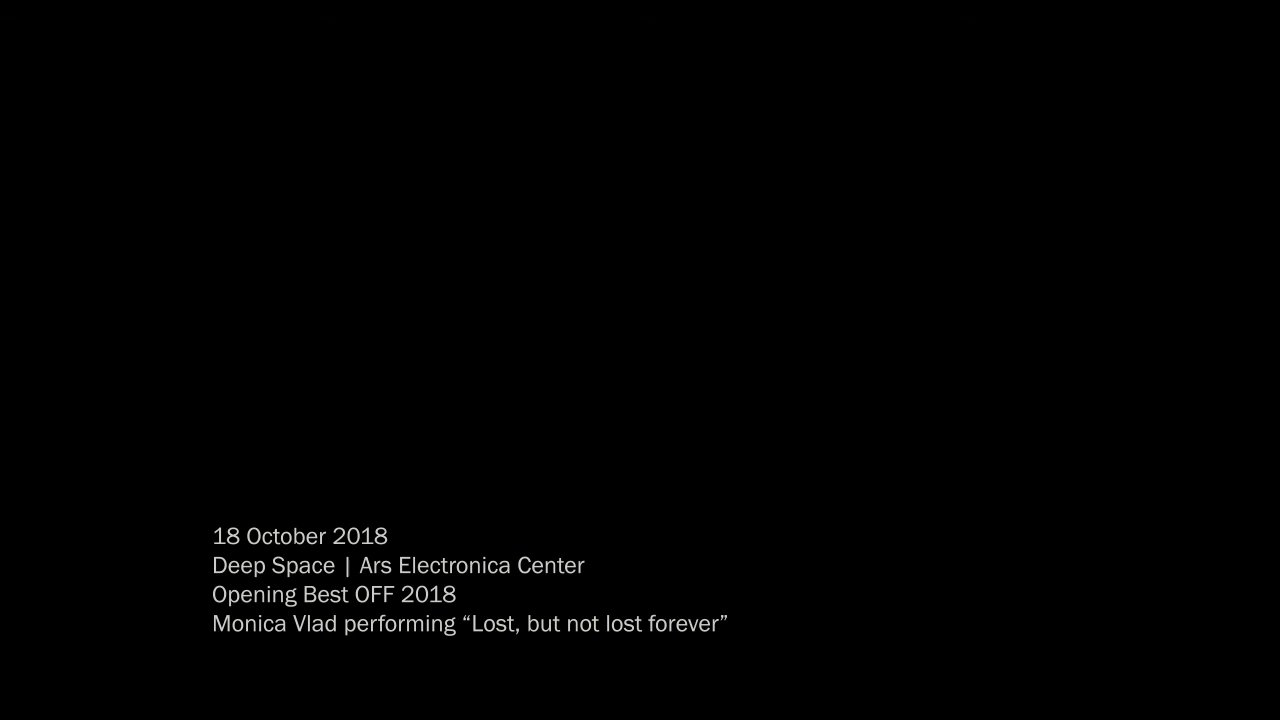 18 October 2018
Deep Space | Ars Electronica Center
Opening Best OFF 2018
Monica Vlad performing “Lost, but not lost forever”